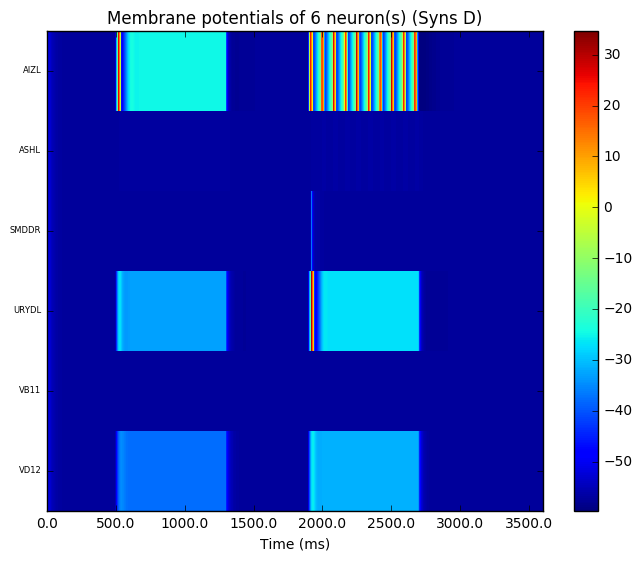 Membrane potentials of 6 neuron(s) (Syns D)
AIZL
ASHL
SMDDR
URYDL
VB11
VD12
0.0 500.0 1000.0 1500.0 2000.0 2500.0 3000.0 3500.0
Time (ms)
30
20
10
0
−10
−20
−30
−40
−50